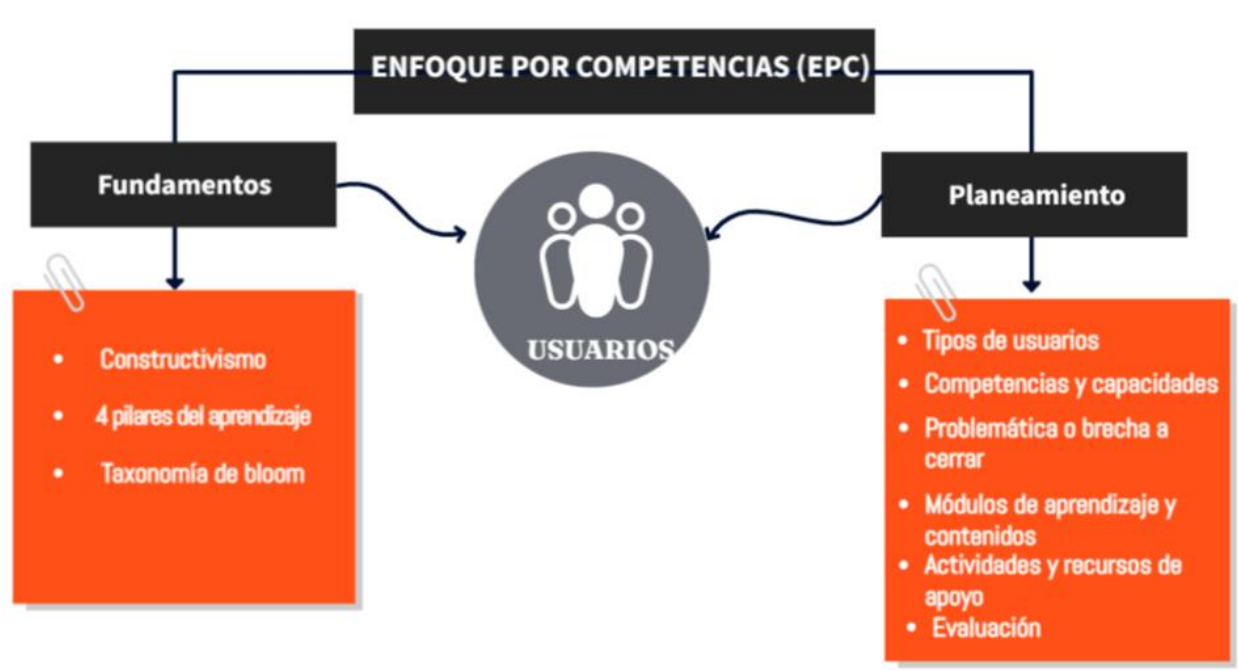 ENFOQUE POR COMPETENCIAS (EPC)
Fundamentos
Planeamiento
USUARIOS
• Constructivismo
• 4 pilares del aprendizaje
• Taxonomía de bloom
• Tipos de usuarios
• Competencias y capacidades
• Problemática o brecha a
cerrar
• Módulos de aprendizaje y
contenidos
• Actividades y recursos de
apoyo
• Evaluación